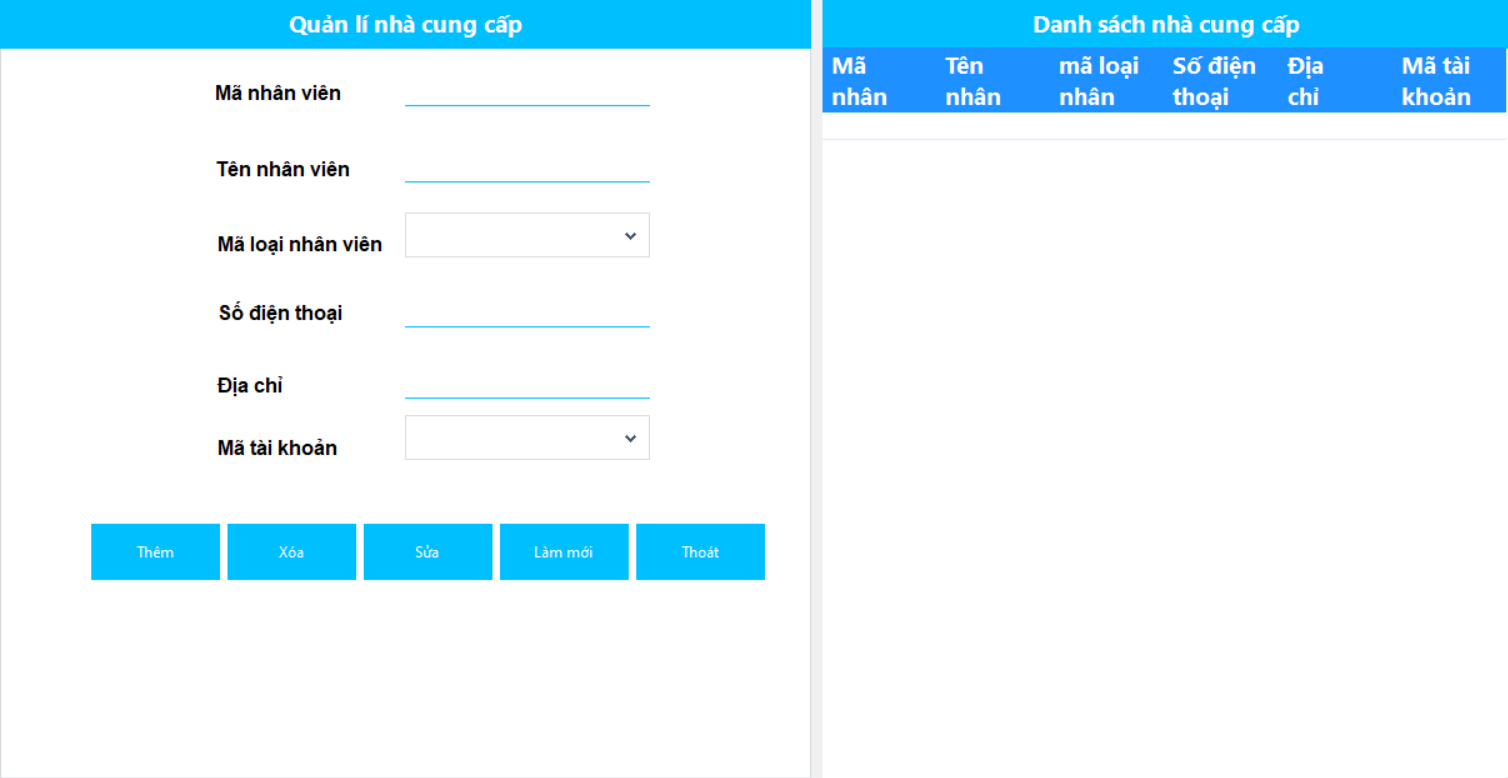 Quản lí nhà cung cấp
Mã nhân viên
Tên nhân viên
Mã loại nhân viên
Số điện thoại
Địa chỉ
Mã tài khoản
Thêm Xóa Sửa Làm mới Thoát
Danh sách nhà cung cấp
Mã Tên mã loại Số điện Địa Mã tài
nhân nhân nhân thoại chỉ khoản